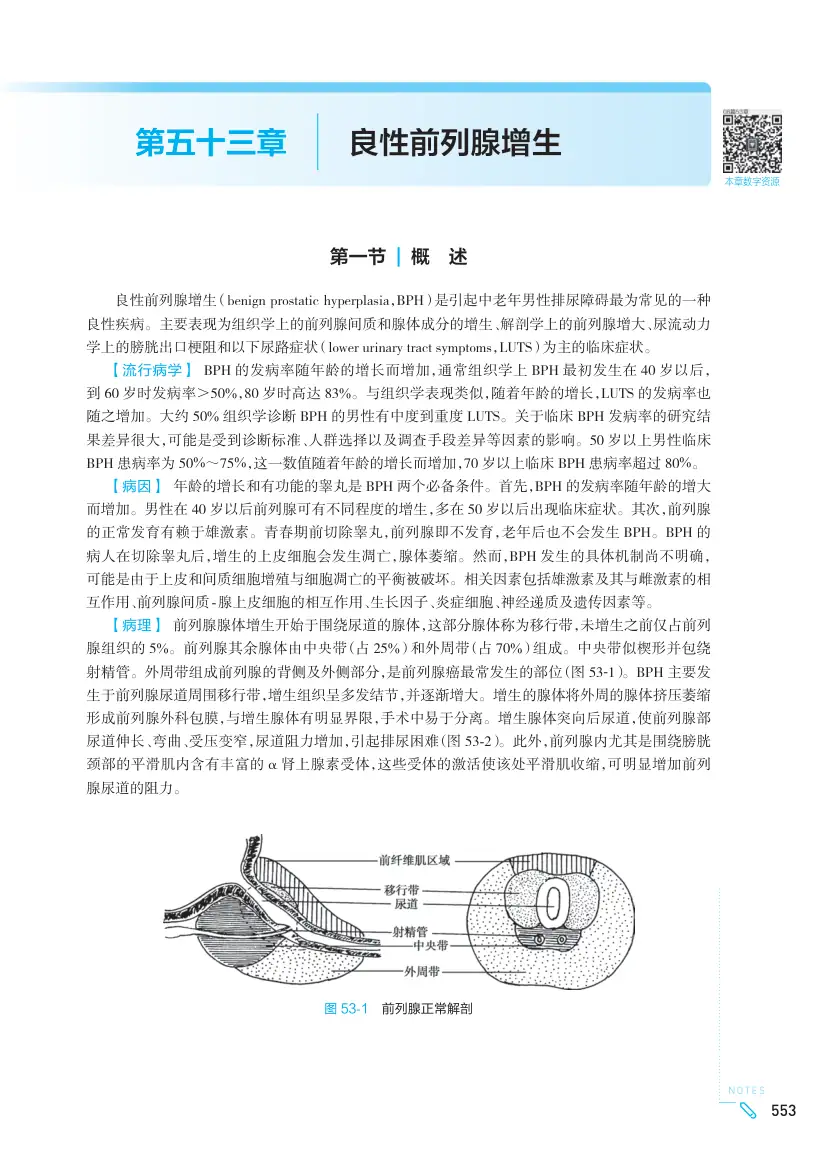 第五十三章 良性前列腺增生
本章数字资源
第一节 | 概 述
良性前列腺增生（benign prostatic hyperplasia,BPH）是引起中老年男性排尿障碍最为常见的一种
良性疾病。主要表现为组织学上的前列腺间质和腺体成分的增生、解剖学上的前列腺增大、尿流动力
学上的膀胱出口梗阻和以下尿路症状（lower urinary tract symptoms,LUTS）为主的临床症状。
【流行病学】 BPH 的发病率随年龄的增长而增加,通常组织学上 BPH 最初发生在 40 岁以后,
到 60 岁时发病率＞50%,80 岁时高达 83%。与组织学表现类似,随着年龄的增长,LUTS 的发病率也
随之增加。大约 50% 组织学诊断 BPH 的男性有中度到重度 LUTS。关于临床 BPH 发病率的研究结
果差异很大,可能是受到诊断标准、人群选择以及调查手段差异等因素的影响。50 岁以上男性临床
BPH 患病率为 50%～75%,这一数值随着年龄的增长而增加,70 岁以上临床 BPH 患病率超过 80%。
【病因】 年龄的增长和有功能的睾丸是 BPH 两个必备条件。首先,BPH 的发病率随年龄的增大
而增加。男性在 40 岁以后前列腺可有不同程度的增生,多在 50 岁以后出现临床症状。其次,前列腺
的正常发育有赖于雄激素。青春期前切除睾丸,前列腺即不发育,老年后也不会发生 BPH。BPH 的
病人在切除睾丸后,增生的上皮细胞会发生凋亡,腺体萎缩。然而,BPH 发生的具体机制尚不明确,
可能是由于上皮和间质细胞增殖与细胞凋亡的平衡被破坏。相关因素包括雄激素及其与雌激素的相
互作用、前列腺间质-腺上皮细胞的相互作用、生长因子、炎症细胞、神经递质及遗传因素等。
【病理】 前列腺腺体增生开始于围绕尿道的腺体,这部分腺体称为移行带,未增生之前仅占前列
腺组织的 5%。前列腺其余腺体由中央带（占 25%）和外周带（占 70%）组成。中央带似楔形并包绕
射精管。外周带组成前列腺的背侧及外侧部分,是前列腺癌最常发生的部位（图 53-1）。BPH 主要发
生于前列腺尿道周围移行带,增生组织呈多发结节,并逐渐增大。增生的腺体将外周的腺体挤压萎缩
形成前列腺外科包膜,与增生腺体有明显界限,手术中易于分离。增生腺体突向后尿道,使前列腺部
尿道伸长、弯曲、受压变窄,尿道阻力增加,引起排尿困难（图 53-2）。此外,前列腺内尤其是围绕膀胱
颈部的平滑肌内含有丰富的 α 肾上腺素受体,这些受体的激活使该处平滑肌收缩,可明显增加前列
腺尿道的阻力。
前纤维肌区域
移行带
尿道
射精管
中央带
外周带
图 53-1 前列腺正常解剖
NOTES
553